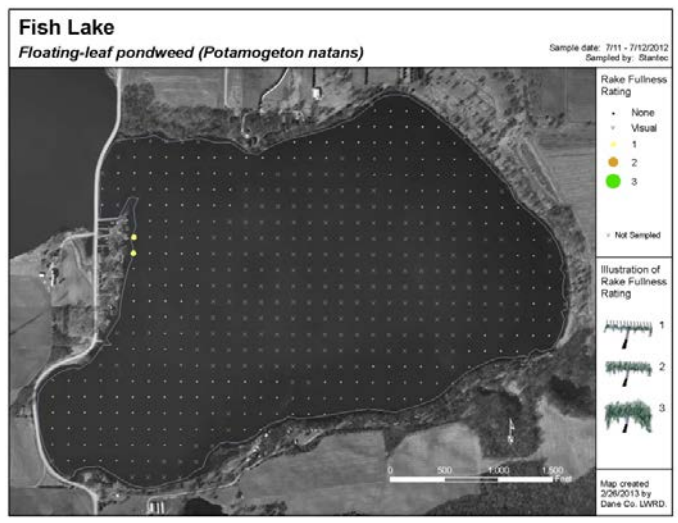 Fish Lake
Floating-leaf pondweed (Potamogeton natans)
Sample date: 7/11 - 7/12/2012
Sampled by: Stantec
Rake Fullness
Rating
None
Visual
1
2
3
Not Sampled
Illustration of
Rake Fullness
Rating
1
2
3
N
0 500 1,000 1,500
Feet
Map created
2/26/2013 by
Dane Co. LWRD.